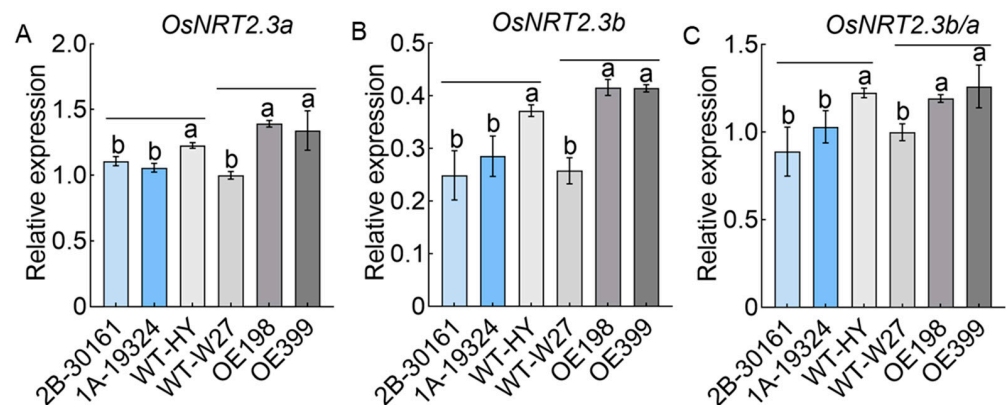 A
OsNRT2.3a
Relative expression
2.0
1.5
1.0
0.5
0
b
b
a
b
a
a
2B-30161
1A-19324
WT-HY
WT-W27
OE198
OE399
B
OsNRT2.3b
Relative expression
0.5
0.4
0.3
0.2
0
b
b
a
b
a
a
2B-30161
1A-19324
WT-HY
WT-W27
OE198
OE399
C
OsNRT2.3b/a
Relative expression
1.5
1.0
0.5
0
b
b
a
b
a
a
2B-30161
1A-19324
WT-HY
WT-W27
OE198
OE399